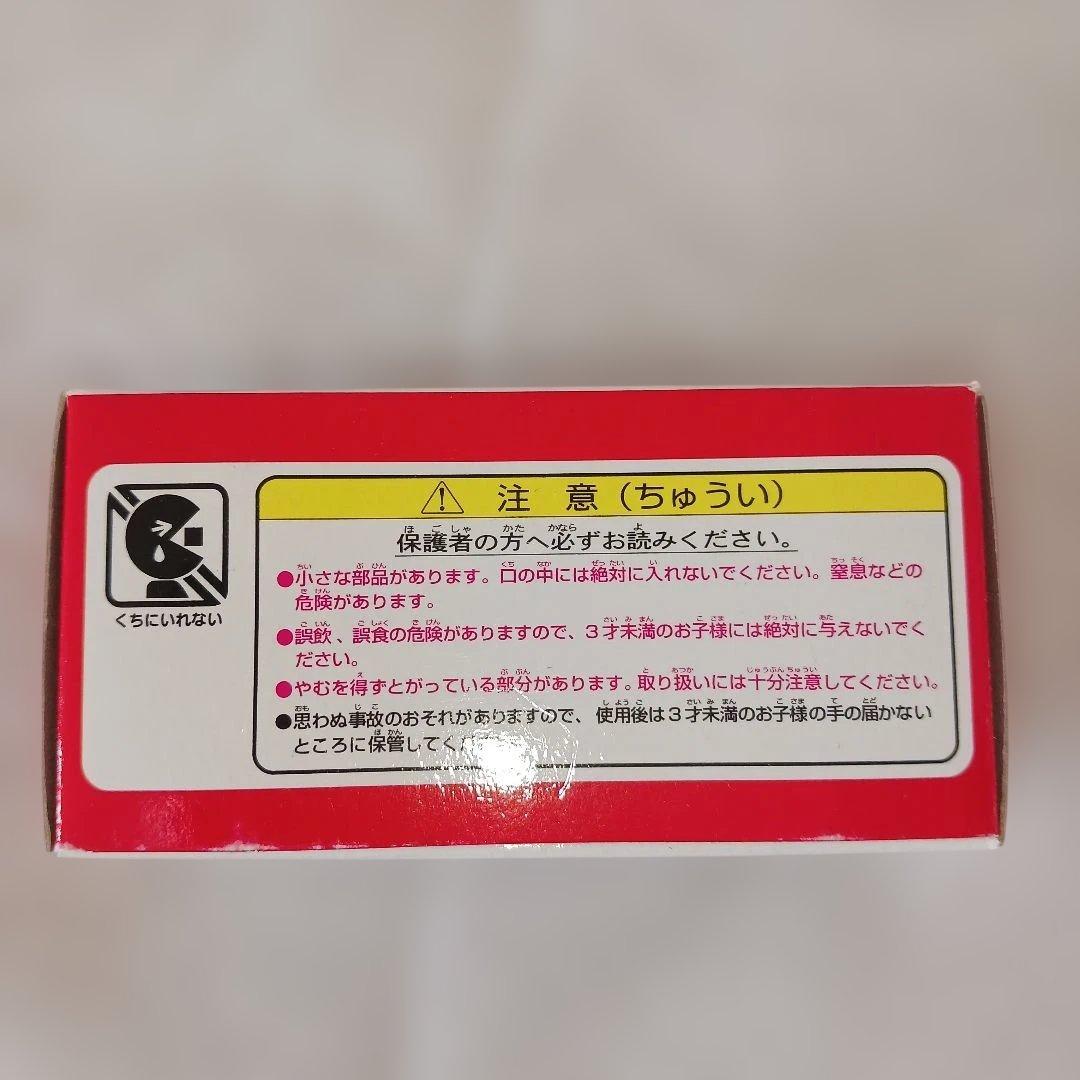 注 意（ちゅうい）
保護者の方へ必ずお読みください。
●小さな部品があります。口の中には絶対に入れないでください。窒息などの
危険があります。
●誤飲、誤食の危険がありますので、3才未満のお子様には絶対に与えないでく
ださい。
●やむを得ずとがっている部分があります。取り扱いには十分注意してください。
●思わぬ事故のおそれがありますので、使用後は3才未満のお子様の手の届かない
ところに保管してくだ
くちにいれない